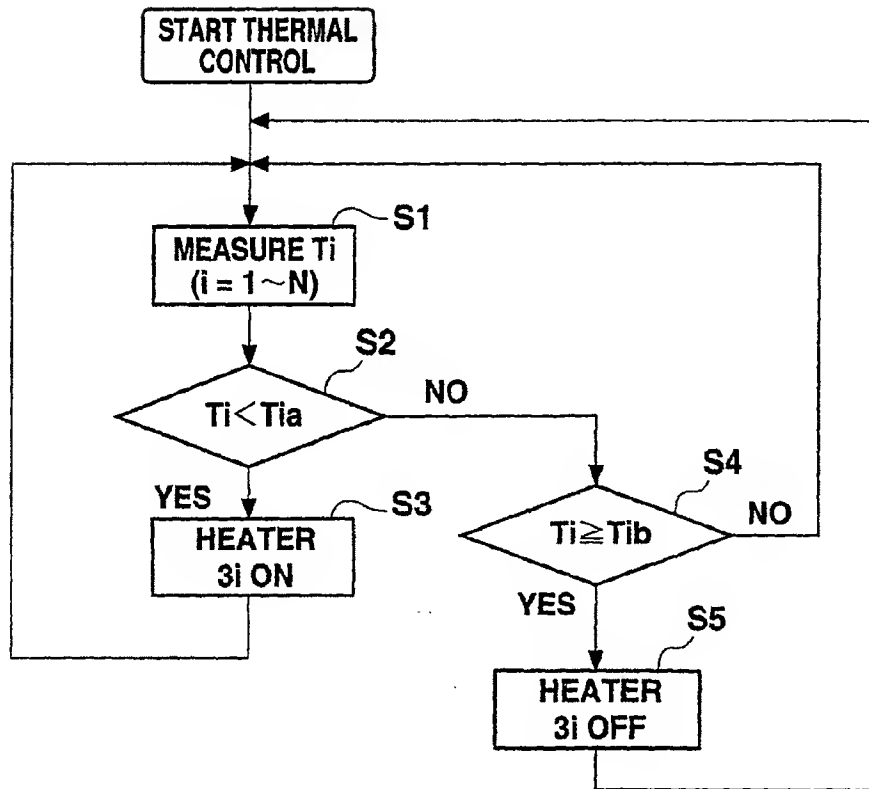 START THERMAL
CONTROL
S1
MEASURE Ti
(i = 1～N)
S2
Ti＜Tia
NO
YES
S3
HEATER
3i ON
S4
Ti≧Tib
NO
YES
S5
HEATER
3i OFF